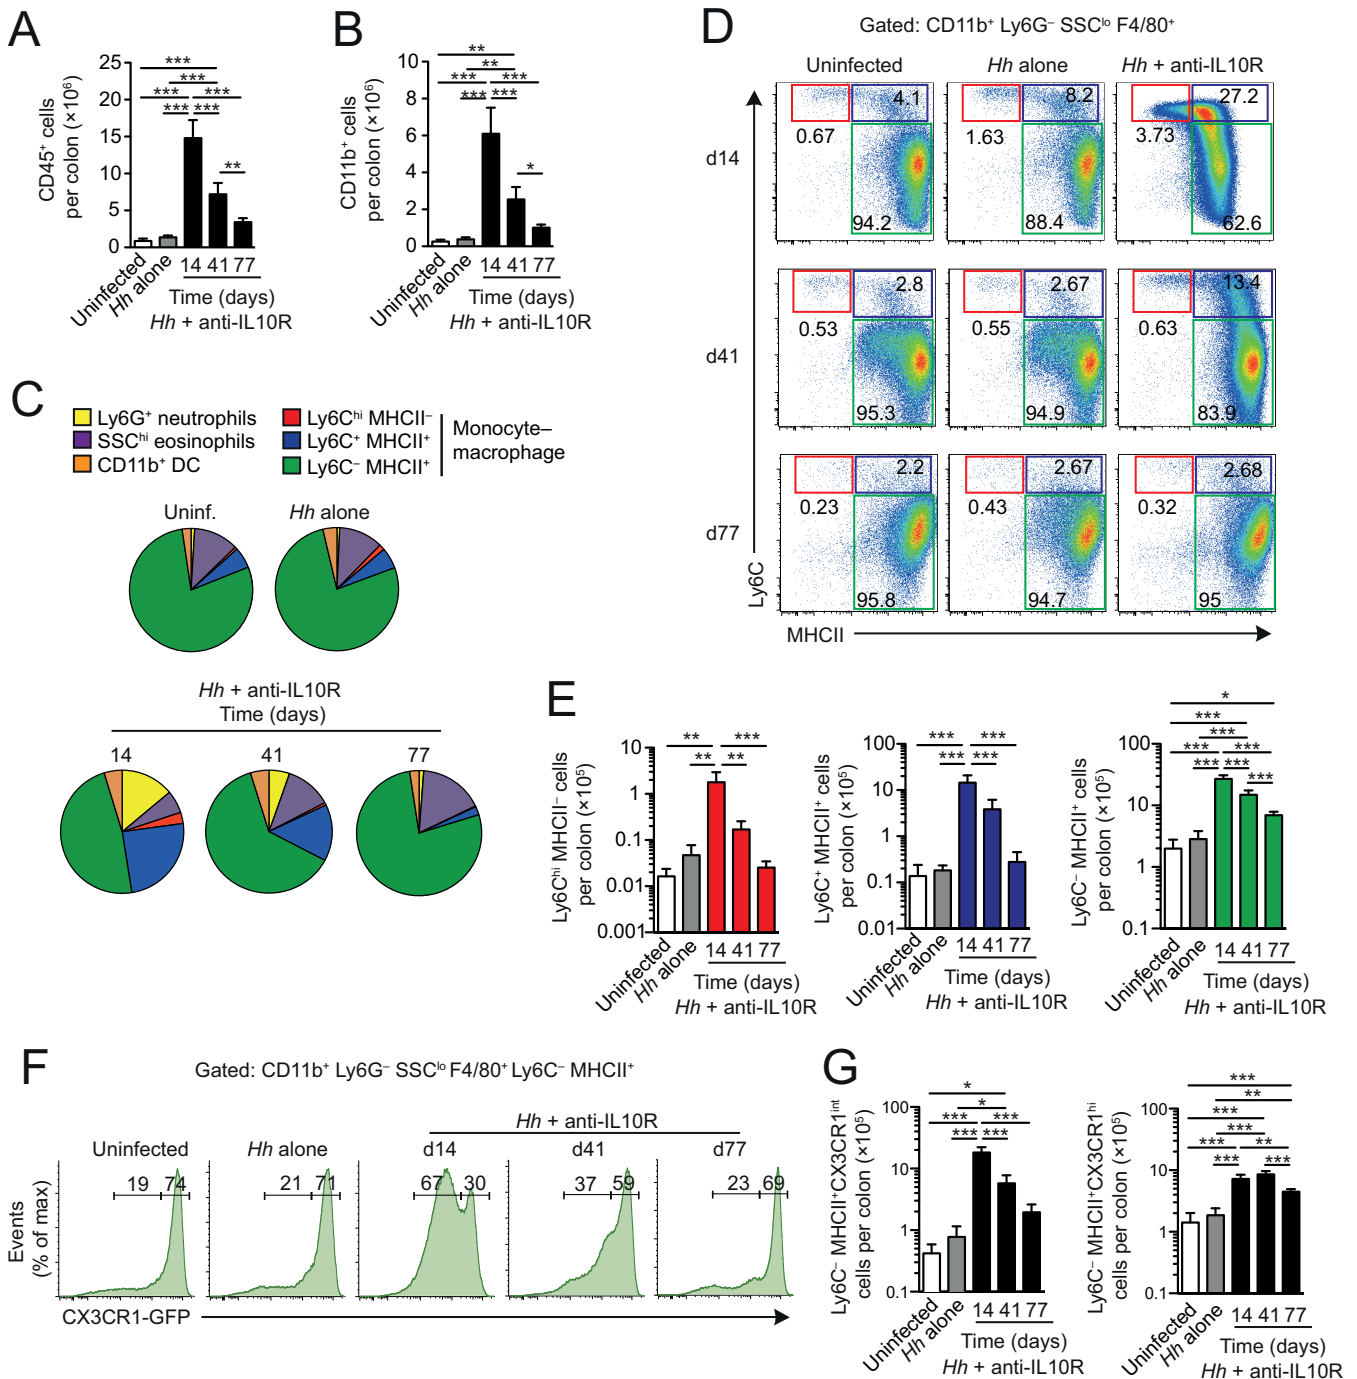 A
CD45⁺ cells
per colon (×10⁶)
25
20
15
10
5
0
***
***
*** ***
*** ***
**
Uninfected
Hh alone
14 41 77
Time (days)
Hh + anti-IL10R
B
CD11b⁺ cells
per colon (×10⁶)
10
8
6
4
2
0
**
**
*** ***
*** ***
*
Uninfected
Hh alone
14 41 77
Time (days)
Hh + anti-IL10R
C
Ly6G⁺ neutrophils
SSCʰⁱ eosinophils
CD11b⁺ DC
Ly6Cʰⁱ MHCII⁻
Ly6C⁺ MHCII⁺
Ly6C⁻ MHCII⁺
Monocyte–
macrophage
Uninf.
Hh alone
Hh + anti-IL10R
Time (days)
14
41
77
D
Gated: CD11b⁺ Ly6G⁻ SSCˡᵒ F4/80⁺
Uninfected
Hh alone
Hh + anti-IL10R
d14
4.1
0.67
94.2
8.2
1.63
88.4
27.2
3.73
62.6
d41
2.8
0.53
95.3
2.67
0.55
94.9
13.4
0.63
83.9
d77
2.2
0.23
95.8
2.67
0.43
94.7
2.68
0.32
95
Ly6C
MHCII
E
Ly6Cʰⁱ MHCII⁻ cells
per colon (×10⁵)
10
1
0.1
0.01
0.001
** ***
** **
Uninfected
Hh alone
14 41 77
Time (days)
Hh + anti-IL10R
Ly6C⁺ MHCII⁺ cells
per colon (×10⁵)
100
10
1
0.1
0.01
*** ***
*** ***
Uninfected
Hh alone
14 41 77
Time (days)
Hh + anti-IL10R
Ly6C⁻ MHCII⁺ cells
per colon (×10⁵)
100
10
1
0.1
*
***
***
*** ***
*** ***
***
Uninfected
Hh alone
14 41 77
Time (days)
Hh + anti-IL10R
F
Gated: CD11b⁺ Ly6G⁻ SSCˡᵒ F4/80⁺ Ly6C⁻ MHCII⁺
Hh + anti-IL10R
Uninfected
Hh alone
d14
d41
d77
19 74
21 71
67 30
37 59
23 69
Events
(% of max)
CX3CR1-GFP
G
Ly6C⁻ MHCII⁺CX3CR1ⁱⁿᵗ
cells per colon (×10⁵)
100
10
1
0.1
*
*
*** ***
*** ***
Uninfected
Hh alone
14 41 77
Time (days)
Hh + anti-IL10R
Ly6C⁻ MHCII⁺CX3CR1ʰⁱ
cells per colon (×10⁵)
100
10
1
0.1
***
**
***
***
*** **
*** ***
Uninfected
Hh alone
14 41 77
Time (days)
Hh + anti-IL10R